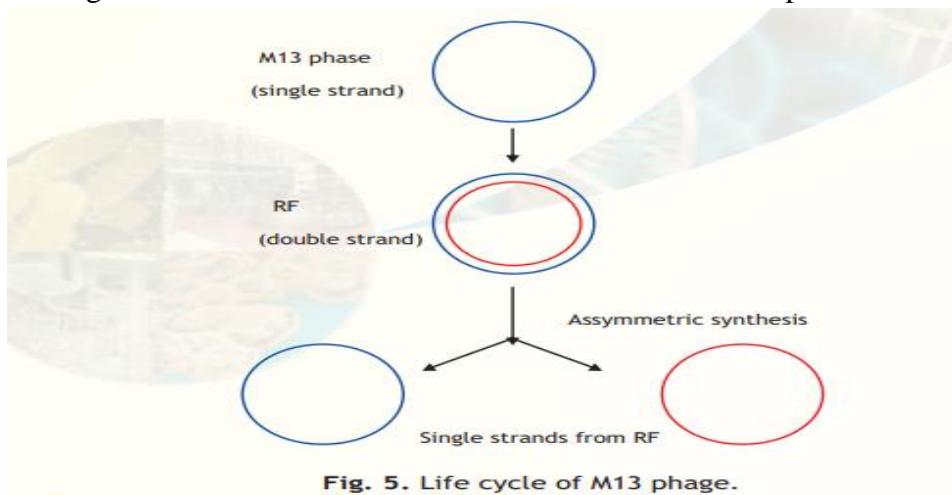 M13 phase
(single strand)
RF
(double strand)
Assymmetric synthesis
Single strands from RF
Fig. 5. Life cycle of M13 phage.